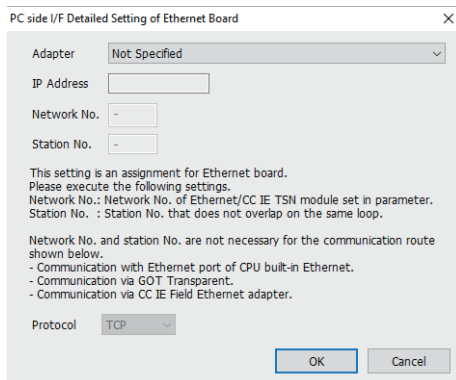 PC side I/F Detailed Setting of Ethernet Board
Adapter Not Specified
IP Address
Network No. -
Station No. -
This setting is an assignment for Ethernet board.
Please execute the following settings.
Network No.: Network No. of Ethernet/CC IE TSN module set in parameter.
Station No. : Station No. that does not overlap on the same loop.
Network No. and station No. are not necessary for the communication route
shown below.
- Communication with Ethernet port of CPU built-in Ethernet.
- Communication via GOT Transparent.
- Communication via CC IE Field Ethernet adapter.
Protocol TCP
OK Cancel